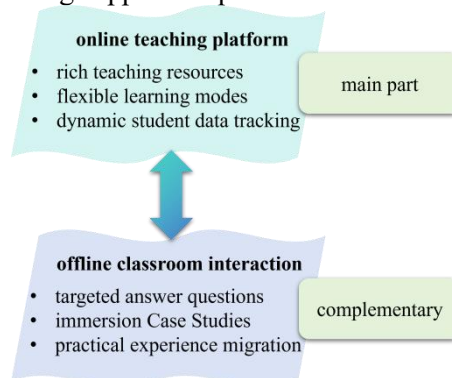 online teaching platform
• rich teaching resources
• flexible learning modes
• dynamic student data tracking
main part
offline classroom interaction
• targeted answer questions
• immersion Case Studies
• practical experience migration
complementary